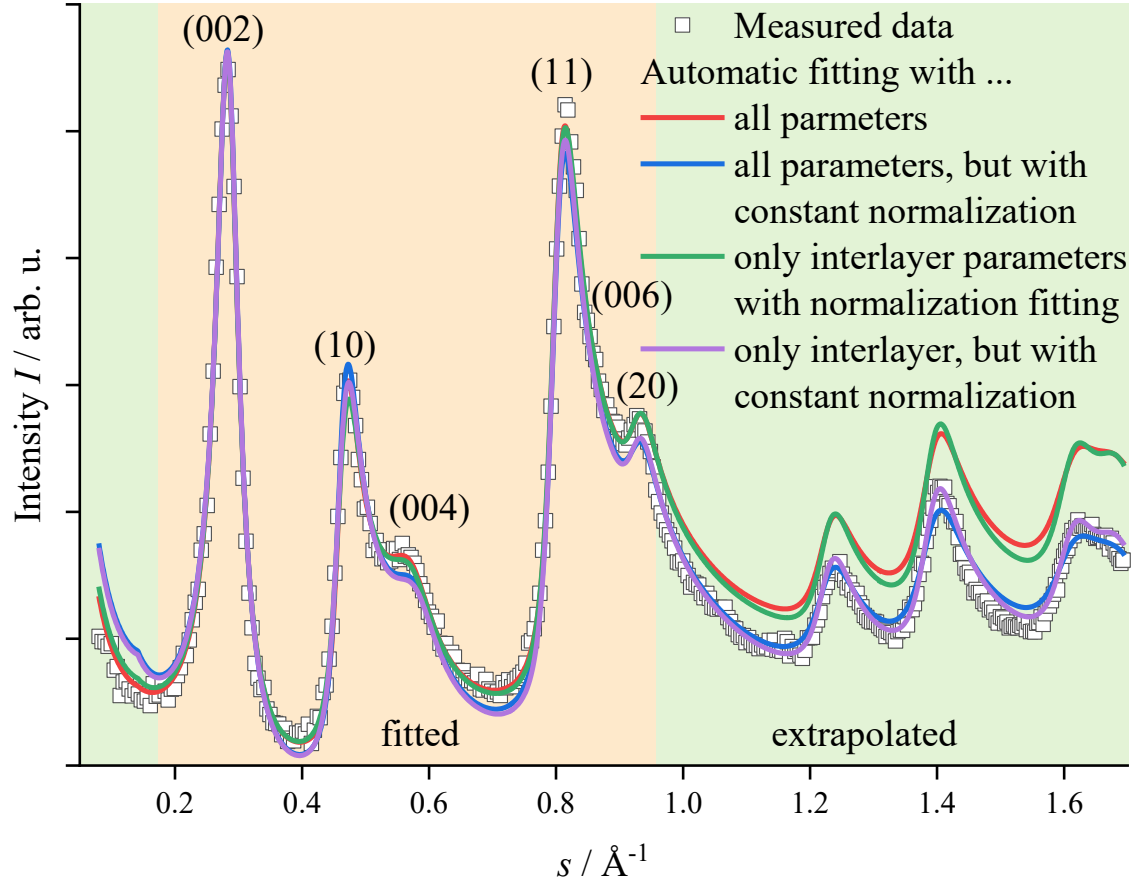 (002)
(10)
(004)
(11)
(006)
(20)
Measured data
Automatic fitting with ...
all parmeters
all parameters, but with
constant normalization
only interlayer parameters
with normalization fitting
only interlayer, but with
constant normalization
fitted
extrapolated
Intensity I / arb. u.
0.2 0.4 0.6 0.8 1.0 1.2 1.4 1.6
s / Å⁻¹